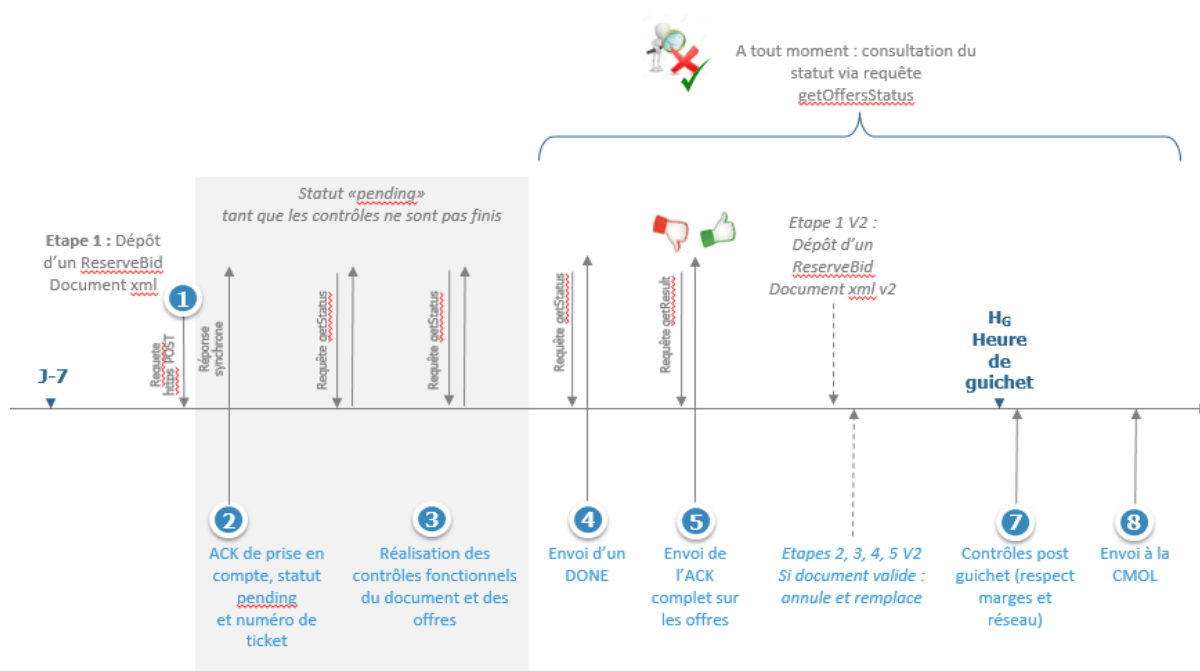 A tout moment : consultation du
statut via requête
getOffersStatus
Statut «pending»
tant que les contrôles ne sont pas finis
Etape 1 : Dépôt
d’un ReserveBid
Document xml
1
Requete
https POST
Réponse
synchrone
Requête getStatus
Requête getStatus
Requête getStatus
Requête getResult
Etape 1 V2 :
Dépôt d’un
ReserveBid
Document xml v2
HG
Heure
de
guichet
J-7
2
ACK de prise en
compte, statut
pending
et numéro de
ticket
3
Réalisation des
contrôles fonctionnels
du document et des
offres
4
Envoi d’un
DONE
5
Envoi de
l’ACK
complet sur
les offres
Etapes 2, 3, 4, 5 V2
Si document valide :
annule et remplace
7
Contrôles post
guichet (respect
marges et
réseau)
8
Envoi à la
CMOL